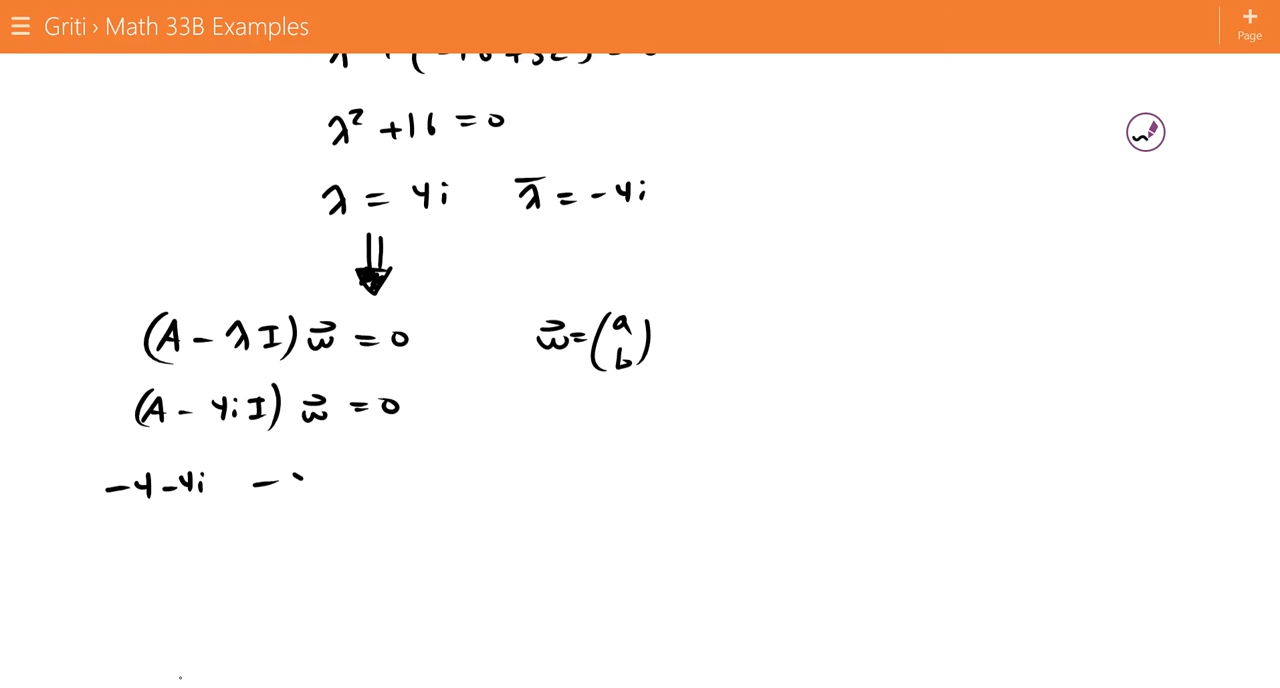 Griti › Math 33B Examples
Page
λ² + 16 = 0
λ = 4i λ̅ = -4i
⇓
(A - λI) w⃗ = 0 w⃗ = (a b)
(A - 4iI) w⃗ = 0
-4-4i -